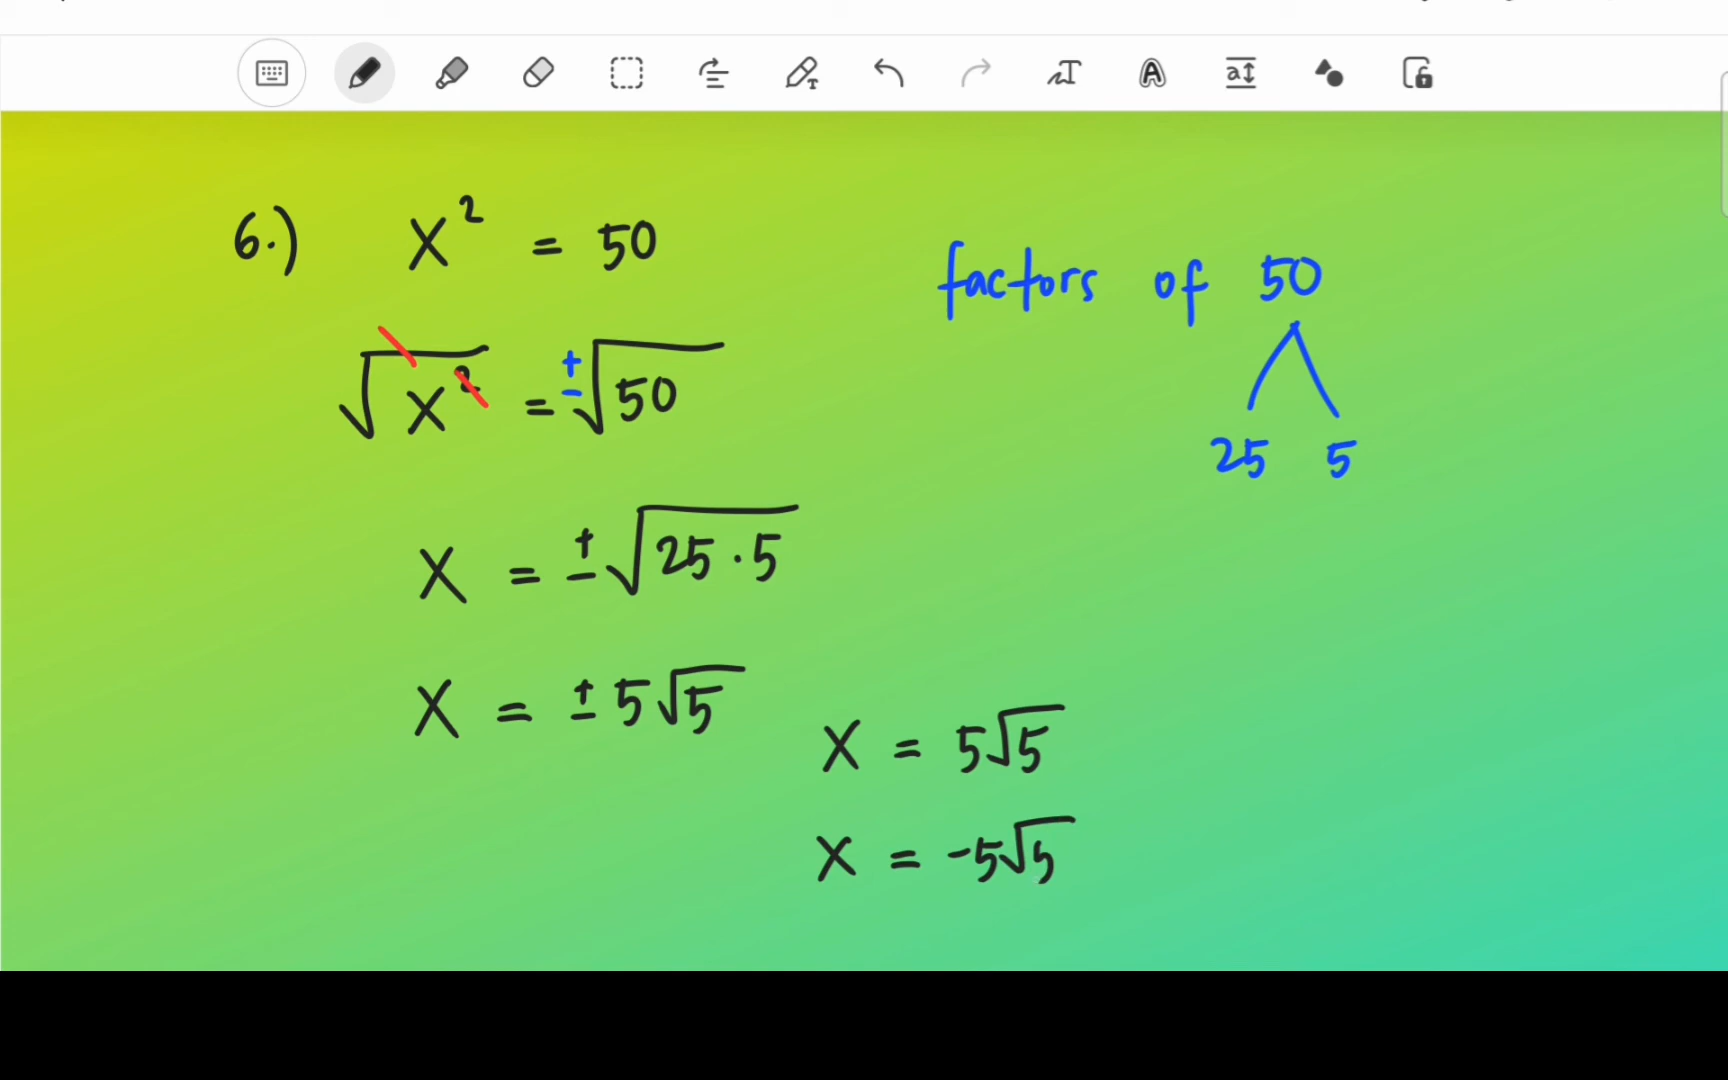 6.) X² = 50
√X² = ±√50
X = ±√25 · 5
X = ±5√5
X = 5√5
X = -5√5
factors of 50
25 5